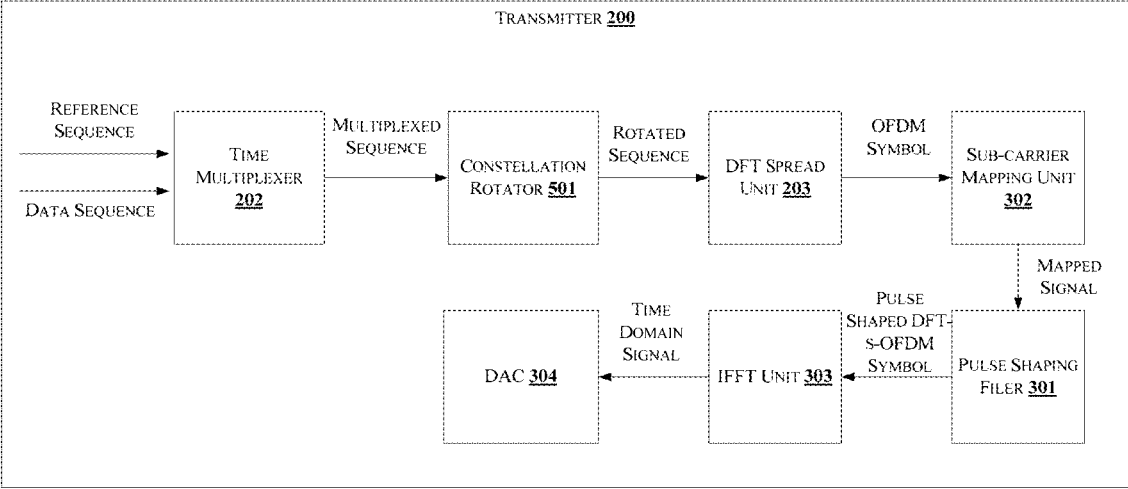 TRANSMITTER 200
REFERENCE
SEQUENCE
DATA SEQUENCE
TIME
MULTIPLEXER
202
MULTIPLEXED
SEQUENCE
CONSTELLATION
ROTATOR 501
ROTATED
SEQUENCE
DFT SPREAD
UNIT 203
OFDM
SYMBOL
SUB-CARRIER
MAPPING UNIT
302
MAPPED
SIGNAL
PULSE SHAPING
FILER 301
PULSE
SHAPED DFT-
S-OFDM
SYMBOL
IFFT UNIT 303
TIME
DOMAIN
SIGNAL
DAC 304